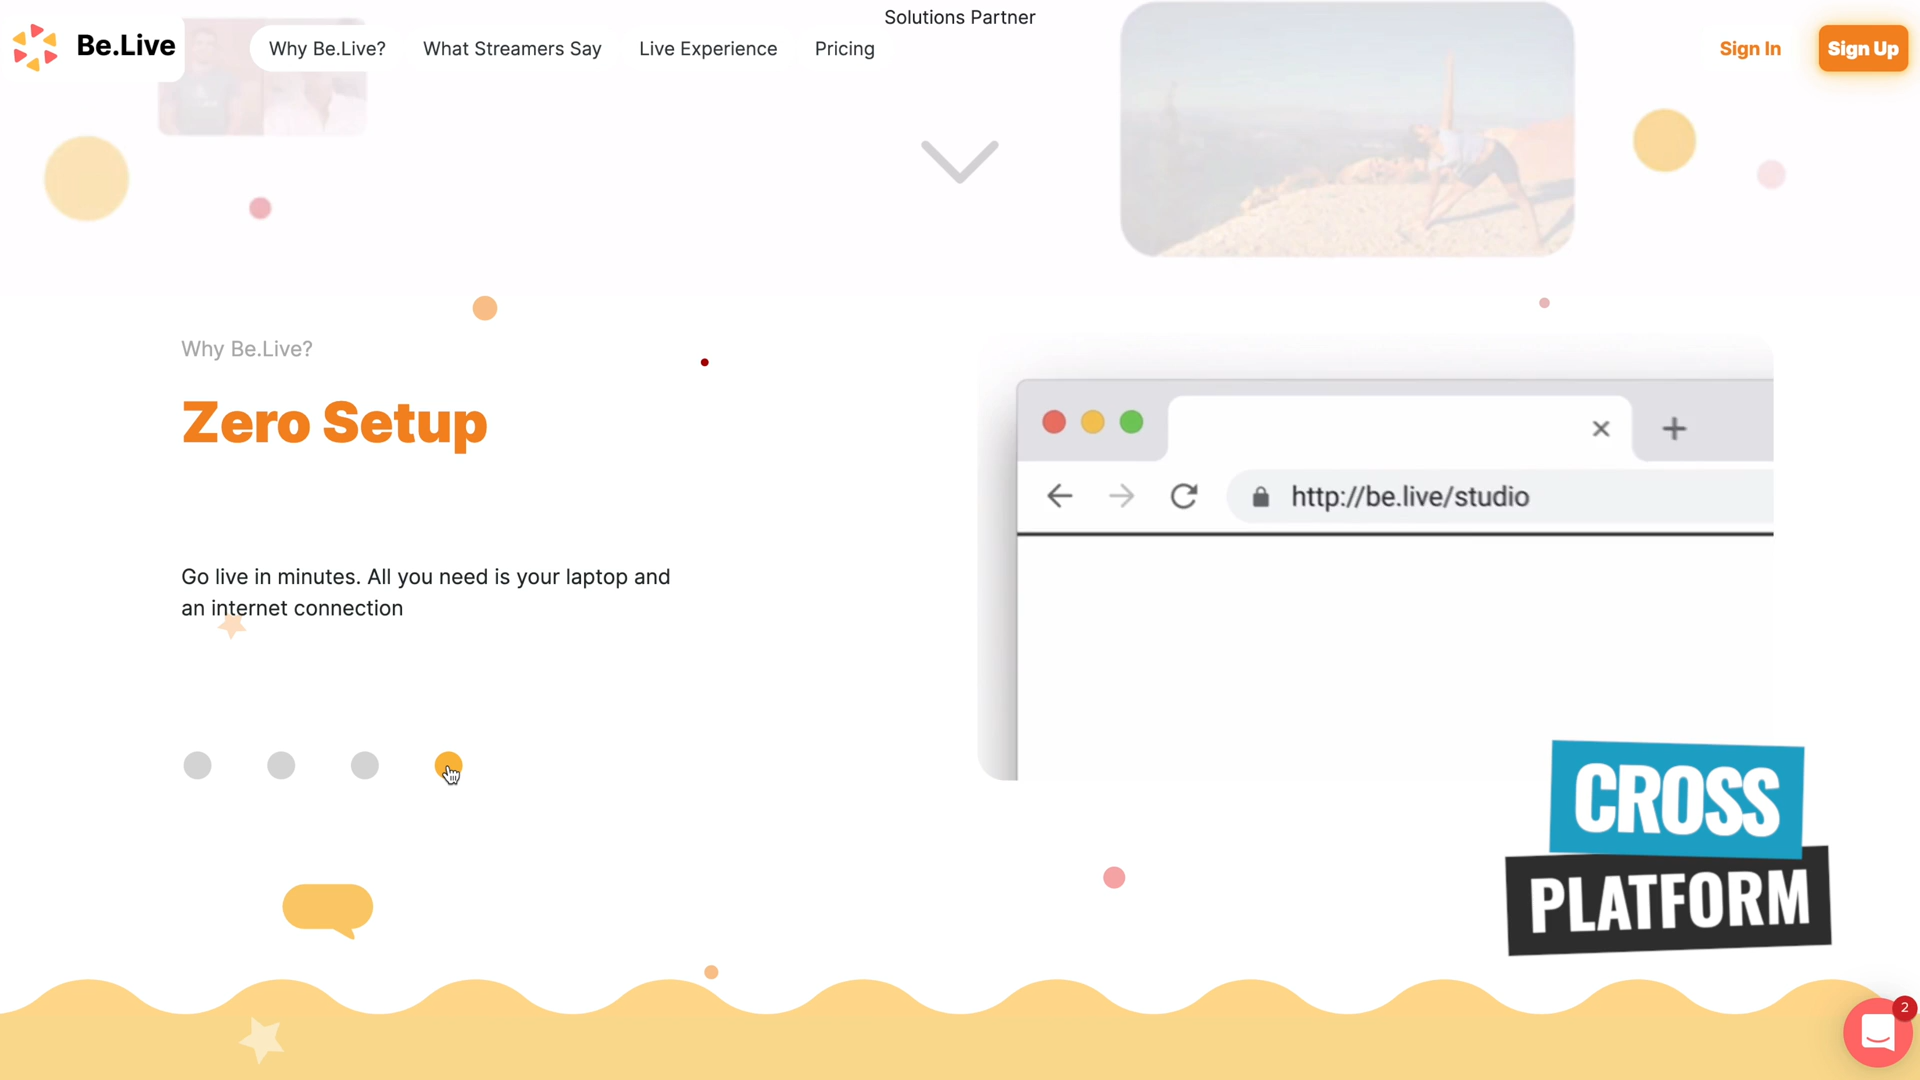 Solutions Partner
Be.Live
Why Be.Live?
What Streamers Say
Live Experience
Pricing
Sign In
Sign Up
Why Be.Live?
Zero Setup
http://be.live/studio
Go live in minutes. All you need is your laptop and
an internet connection
CROSS
PLATFORM
2